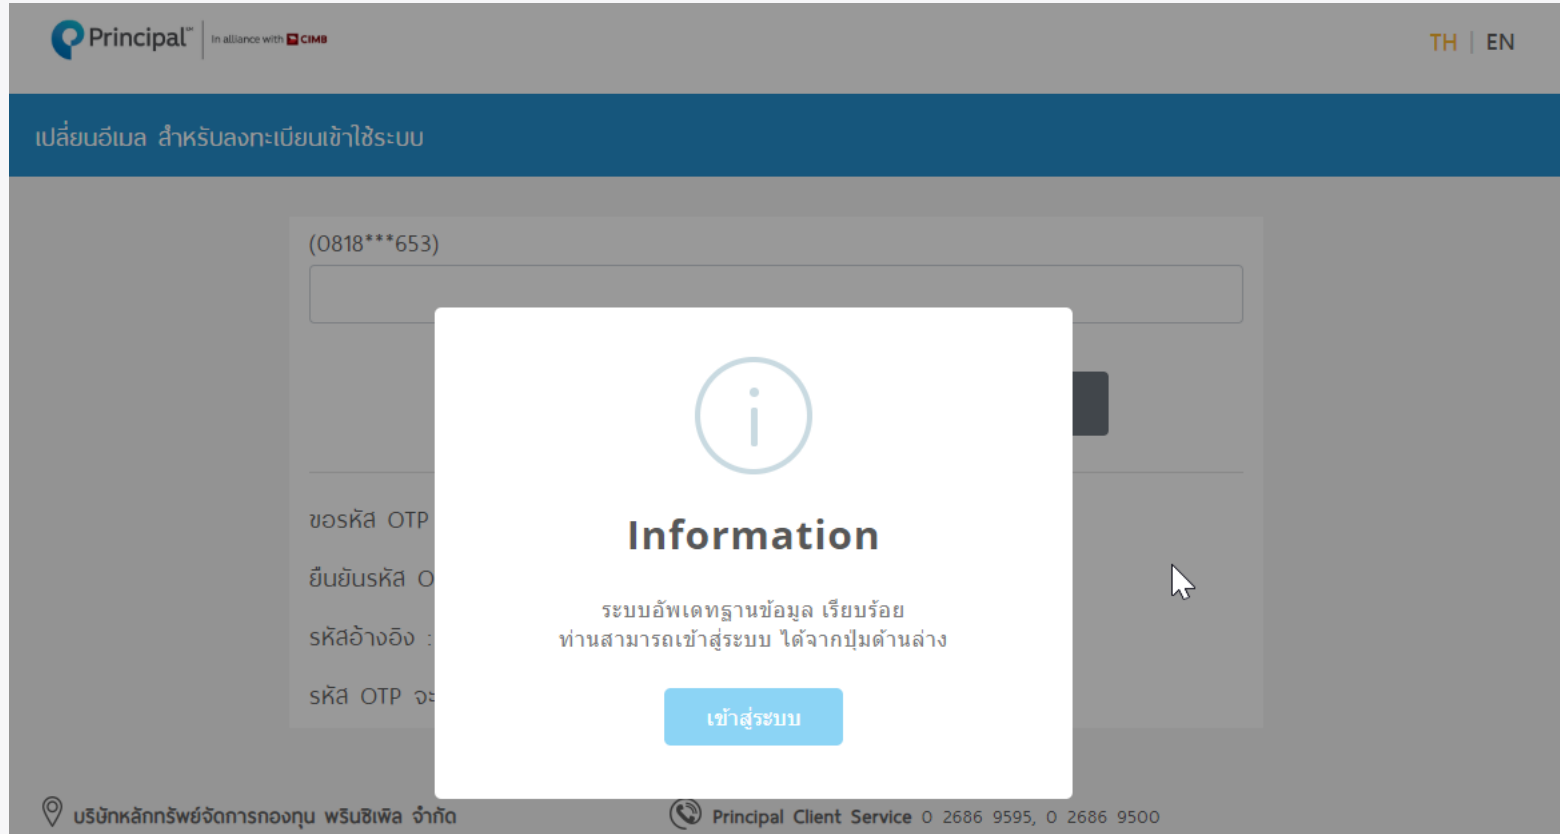 Principal℠ In alliance with CIMB
TH | EN
เปลี่ยนอีเมล สำหรับลงทะเบียนเข้าใช้ระบบ
(0818***653)
ขอรหัส OTP
ยืนยันรหัส O
รหัสอ้างอิง :
รหัส OTP จะ
Information
ระบบอัพเดทฐานข้อมูล เรียบร้อย
ท่านสามารถเข้าสู่ระบบ ได้จากปุ่มด้านล่าง
เข้าสู่ระบบ
บริษัทหลักทรัพย์จัดการกองทุน พรินซิเพิล จำกัด
Principal Client Service 0 2686 9595, 0 2686 9500